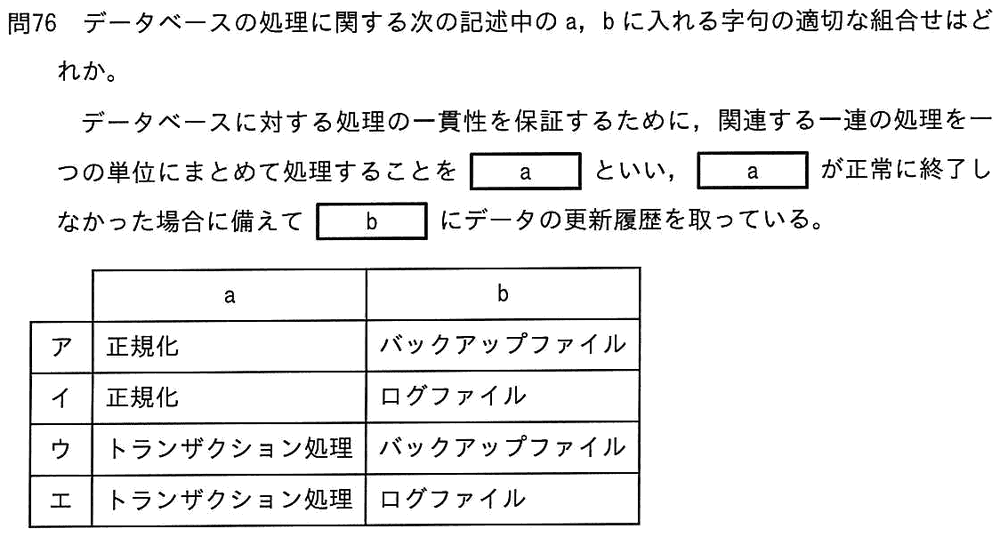 問76 データベースの処理に関する次の記述中の a，b に入れる字句の適切な組合せはど
れか。
データベースに対する処理の一貫性を保証するために，関連する一連の処理を一
つの単位にまとめて処理することを a といい， a が正常に終了し
なかった場合に備えて b にデータの更新履歴を取っている。
a b
ア 正規化 バックアップファイル
イ 正規化 ログファイル
ウ トランザクション処理 バックアップファイル
エ トランザクション処理 ログファイル